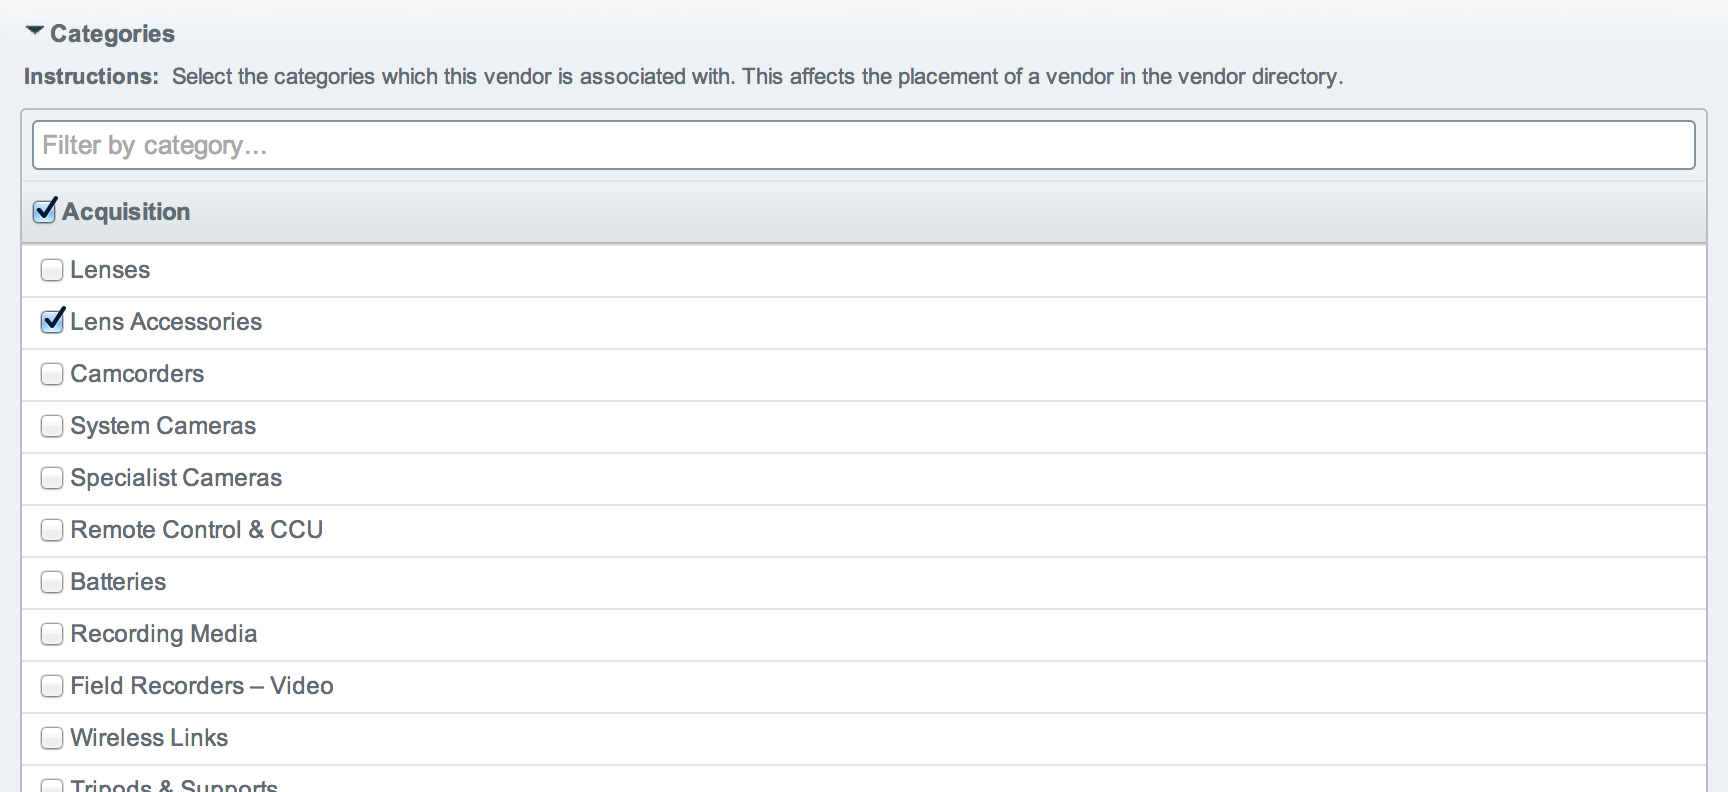 Categories
Instructions: Select the categories which this vendor is associated with. This affects the placement of a vendor in the vendor directory.
Filter by category...
Acquisition
Lenses
Lens Accessories
Camcorders
System Cameras
Specialist Cameras
Remote Control & CCU
Batteries
Recording Media
Field Recorders – Video
Wireless Links
Tripods & Supports